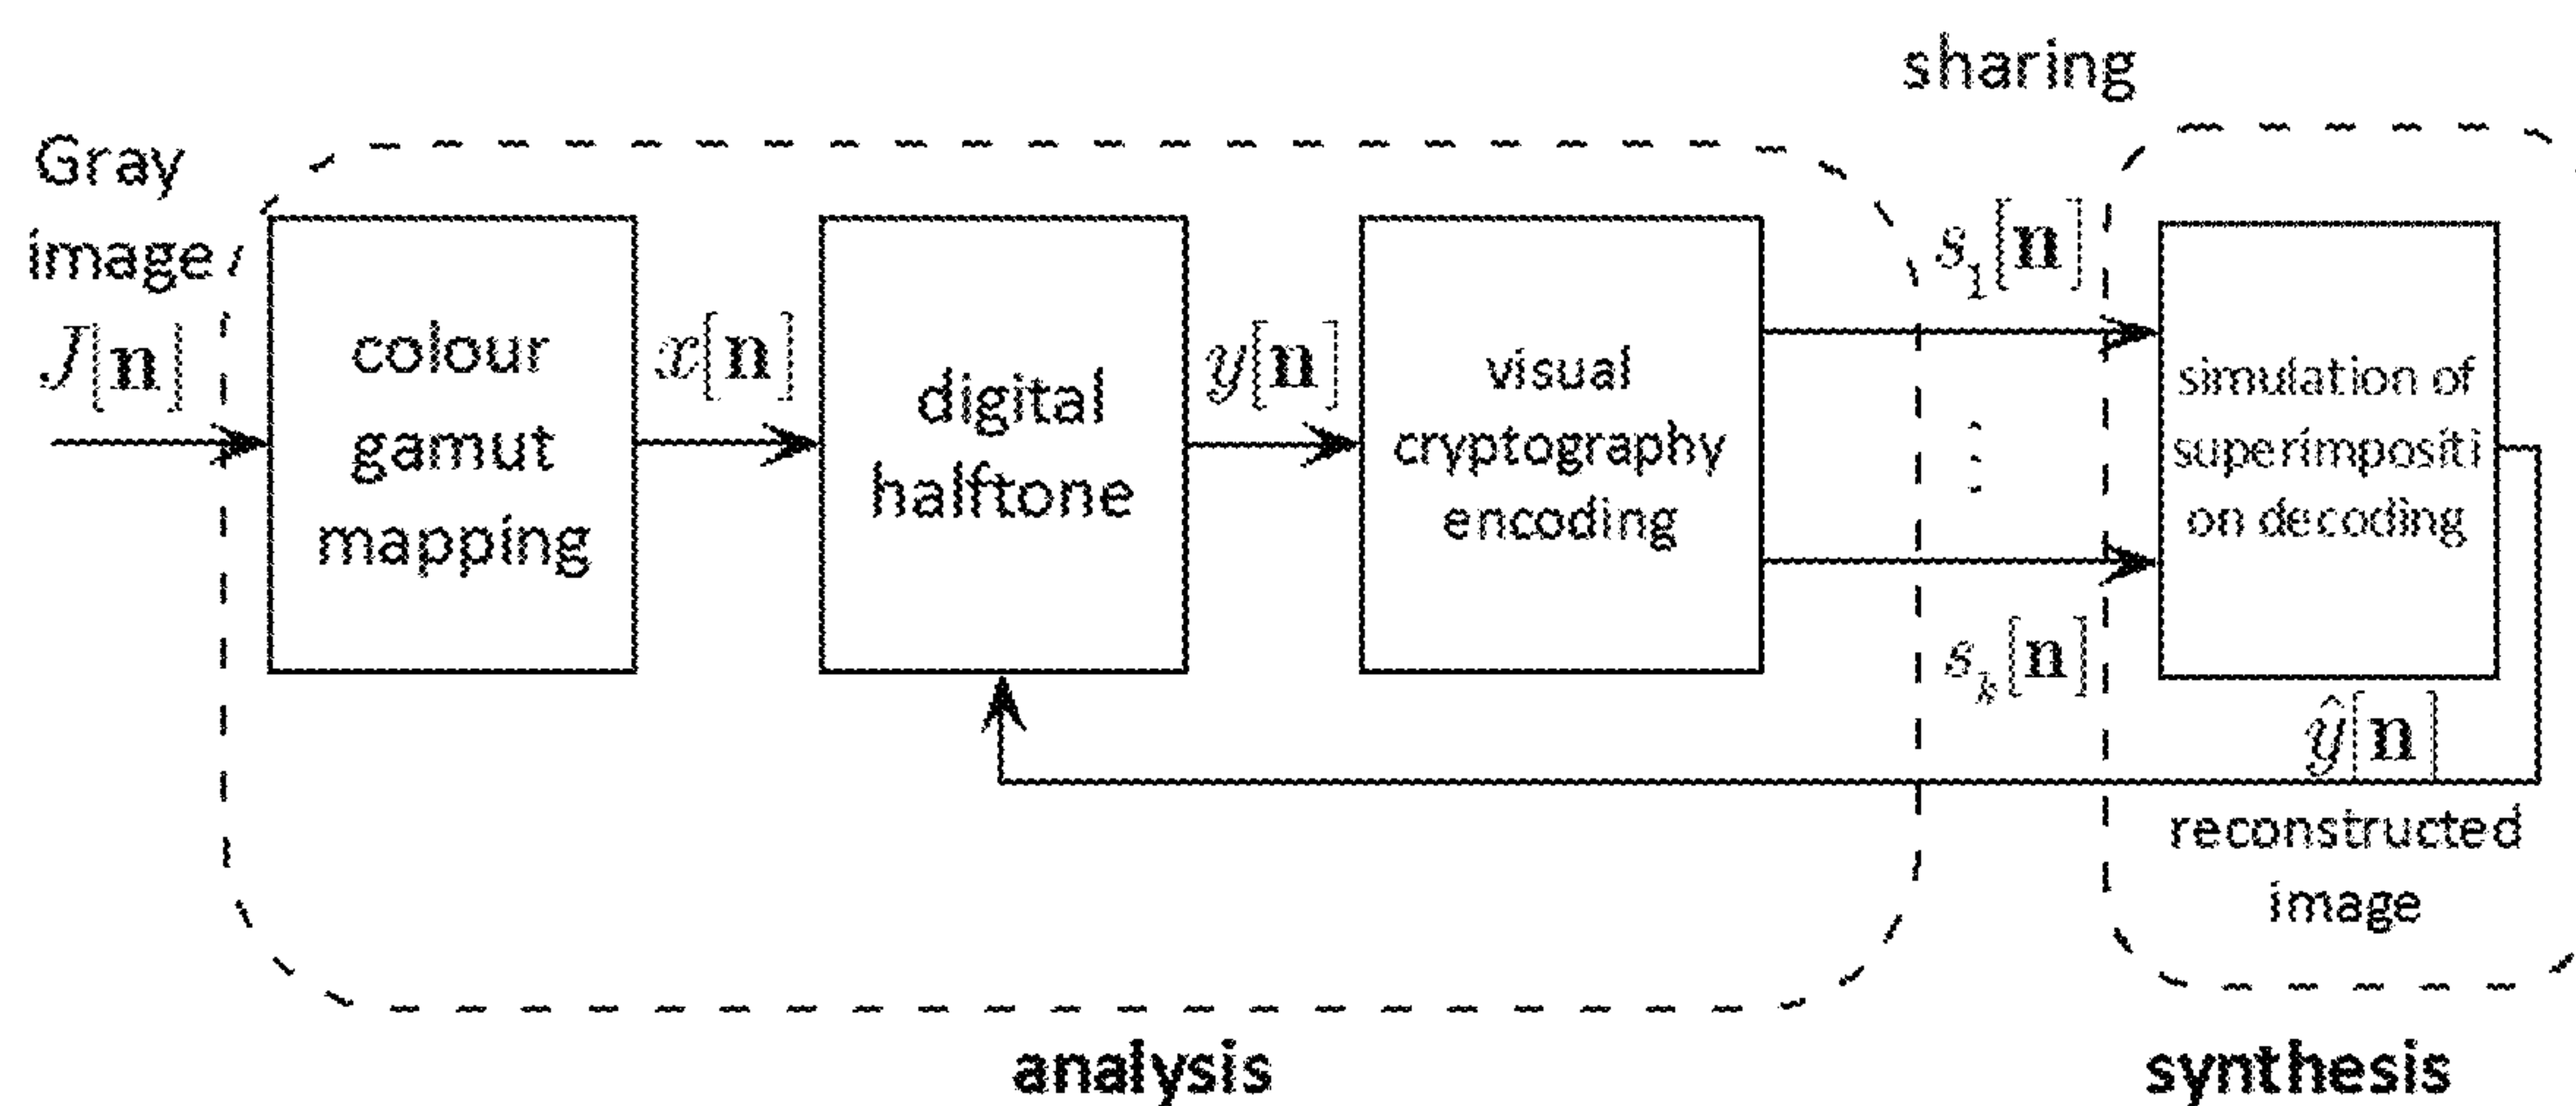 sharing
Gray
image
J[n]
colour
gamut
mapping
x[n]
digital
halftone
y[n]
visual
cryptography
encoding
s₁[n]
⋮
sₖ[n]
simulation of
superimpositi
on decoding
ŷ[n]
reconstructed
image
analysis
synthesis